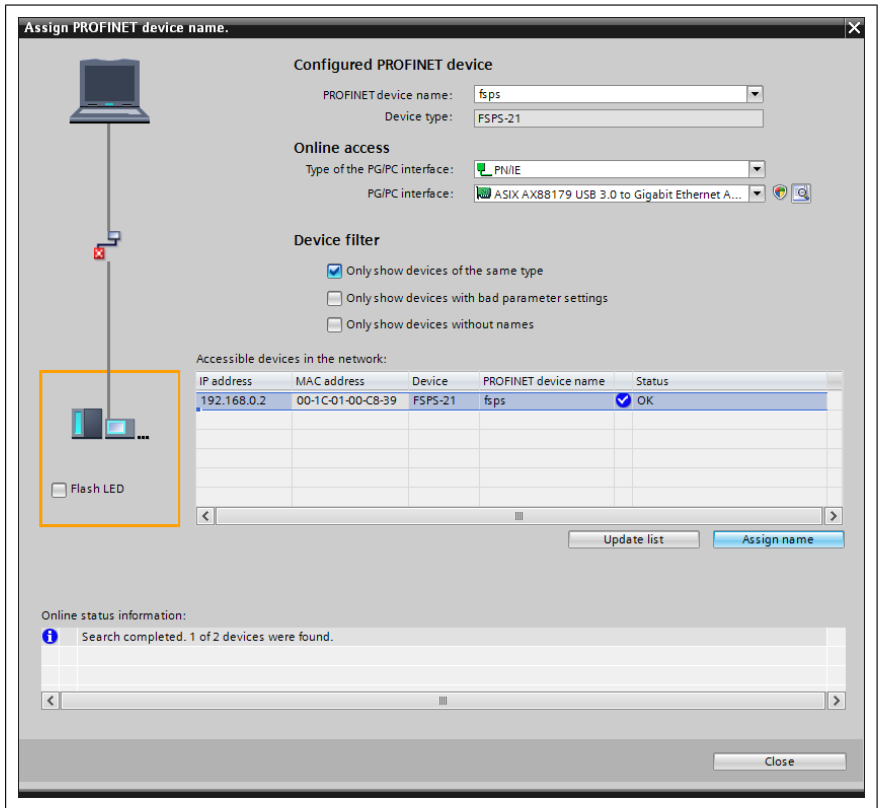 Assign PROFINET device name.
Configured PROFINET device
PROFINET device name: fsps
Device type: FSPS-21
Online access
Type of the PG/PC interface: PN/IE
PG/PC interface: ASIX AX88179 USB 3.0 to Gigabit Ethernet A...
Device filter
Only show devices of the same type
Only show devices with bad parameter settings
Only show devices without names
Accessible devices in the network:
IP address MAC address Device PROFINET device name Status
192.168.0.2 00-1C-01-00-C8-39 FSPS-21 fsps OK
...
Flash LED
Update list Assign name
Online status information:
Search completed. 1 of 2 devices were found.
Close